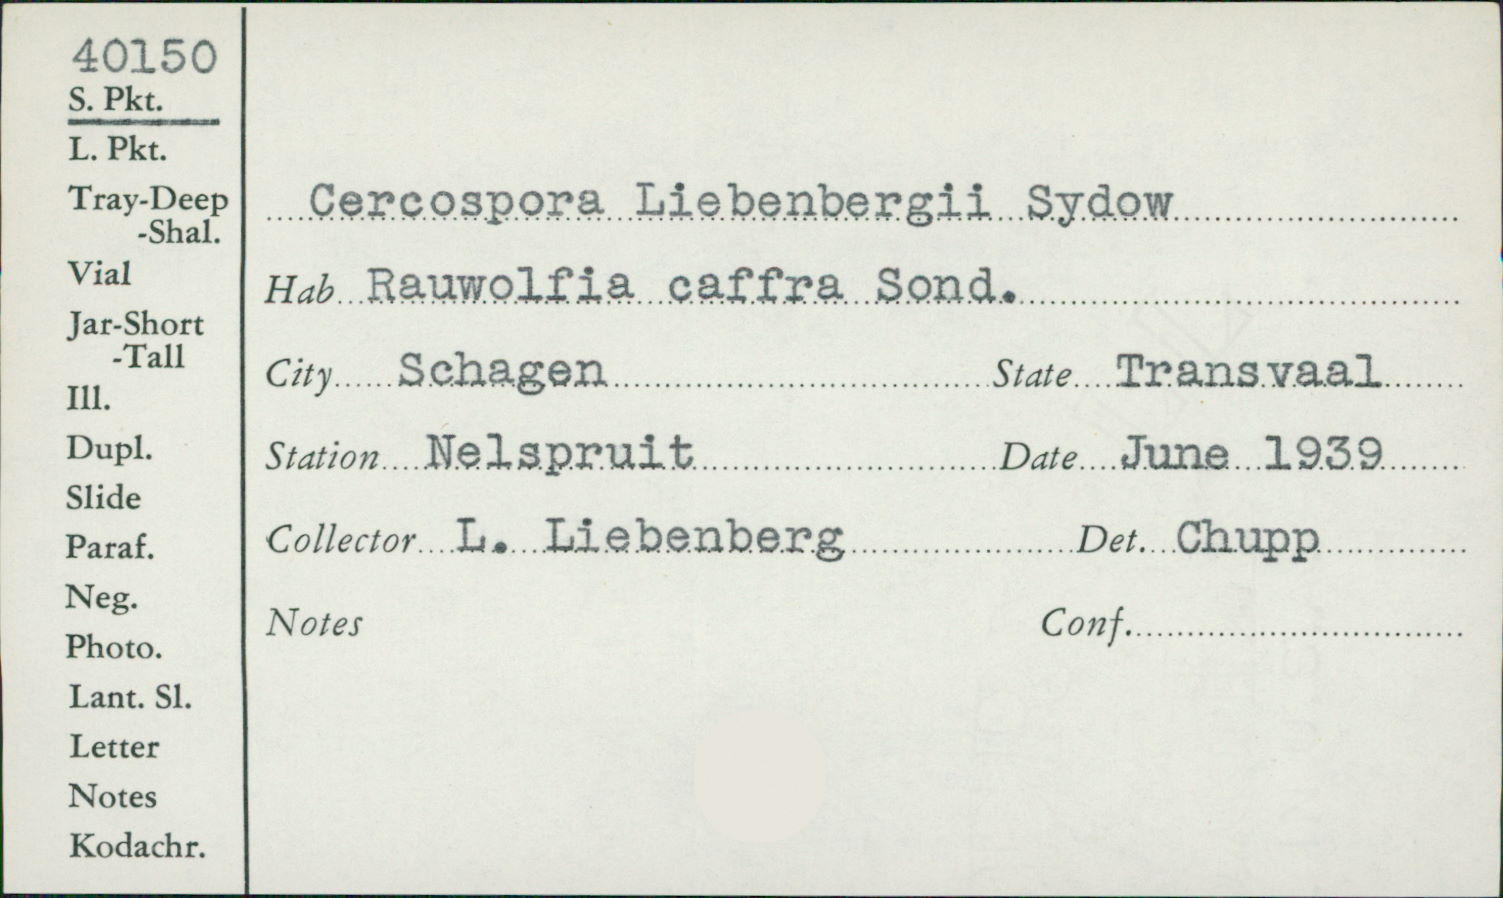 40150
S. Pkt.
L. Pkt.
Tray-Deep
-Shal.
Vial
Jar-Short
-Tall
Ill.
Dupl.
Slide
Paraf.
Neg.
Photo.
Lant. Sl.
Letter
Notes
Kodachr.
Cercospora Liebenbergii Sydow
Hab Rauwolfia caffra Sond.
City Schagen State Transvaal
Station Nelspruit Date June 1939
Collector L. Liebenberg Det. Chupp
Notes Conf.